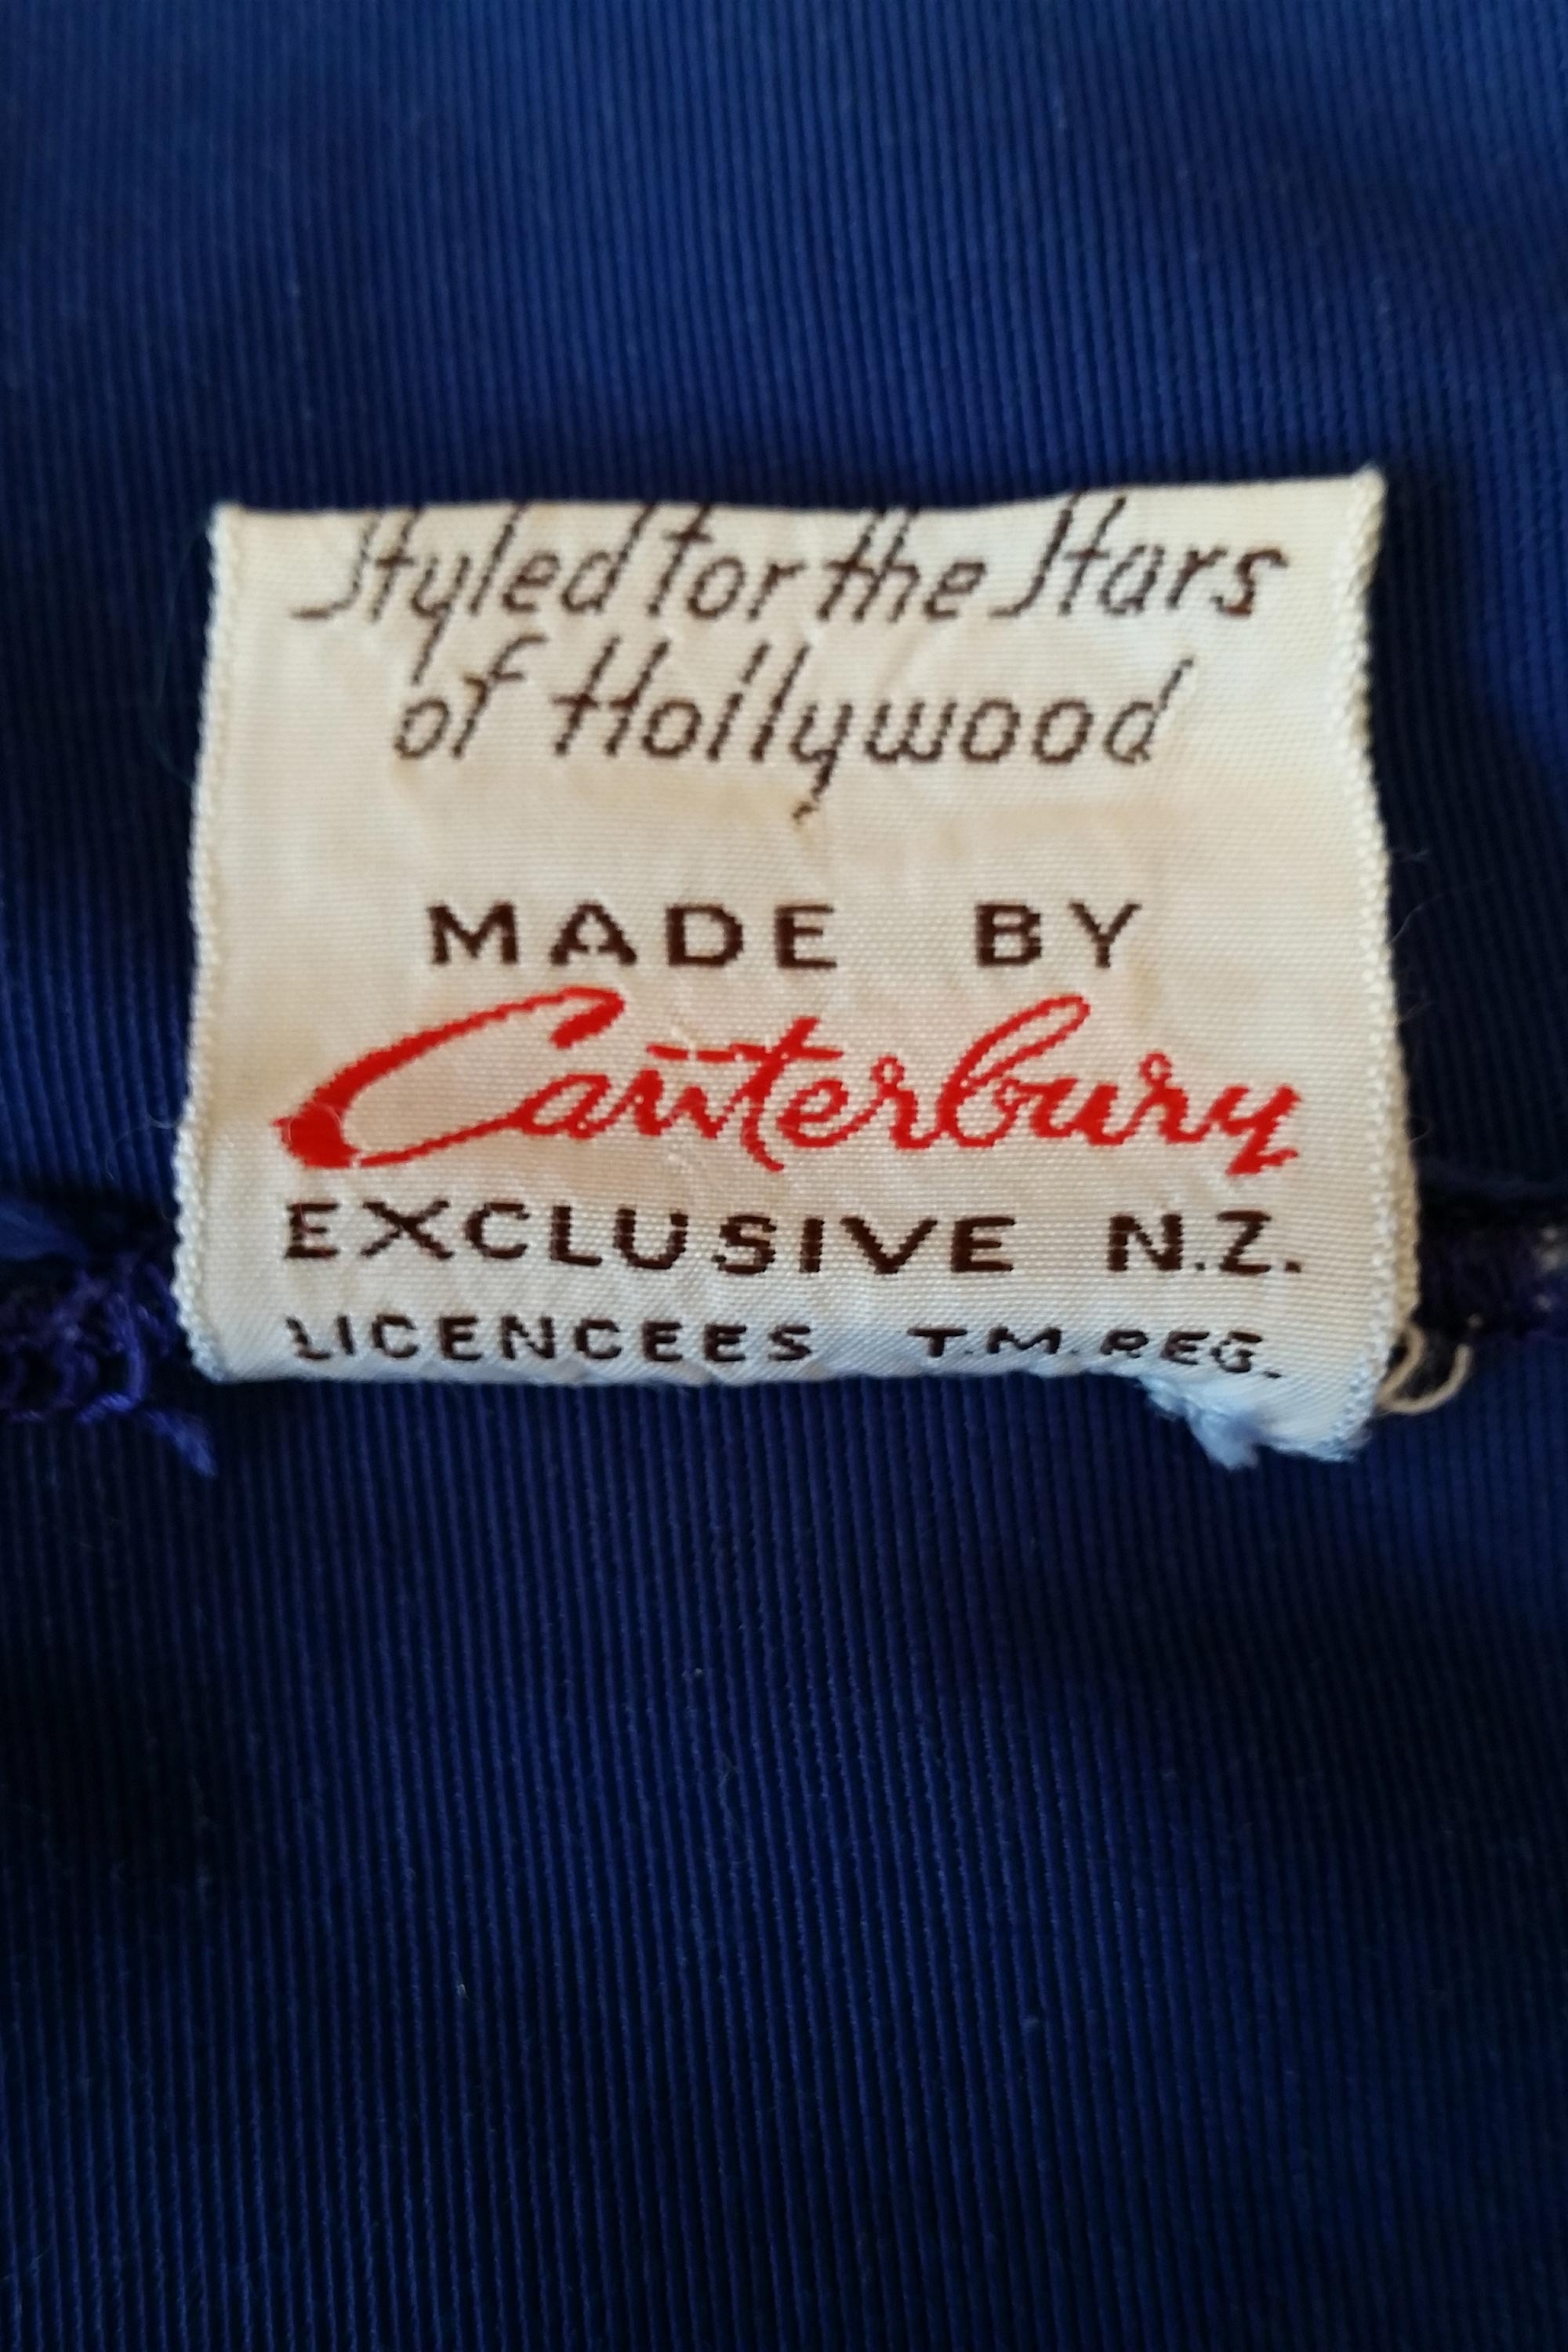 Styled for the Stars
of Hollywood
MADE BY
Canterbury
EXCLUSIVE N.Z.
LICENCEES T.M. REG.